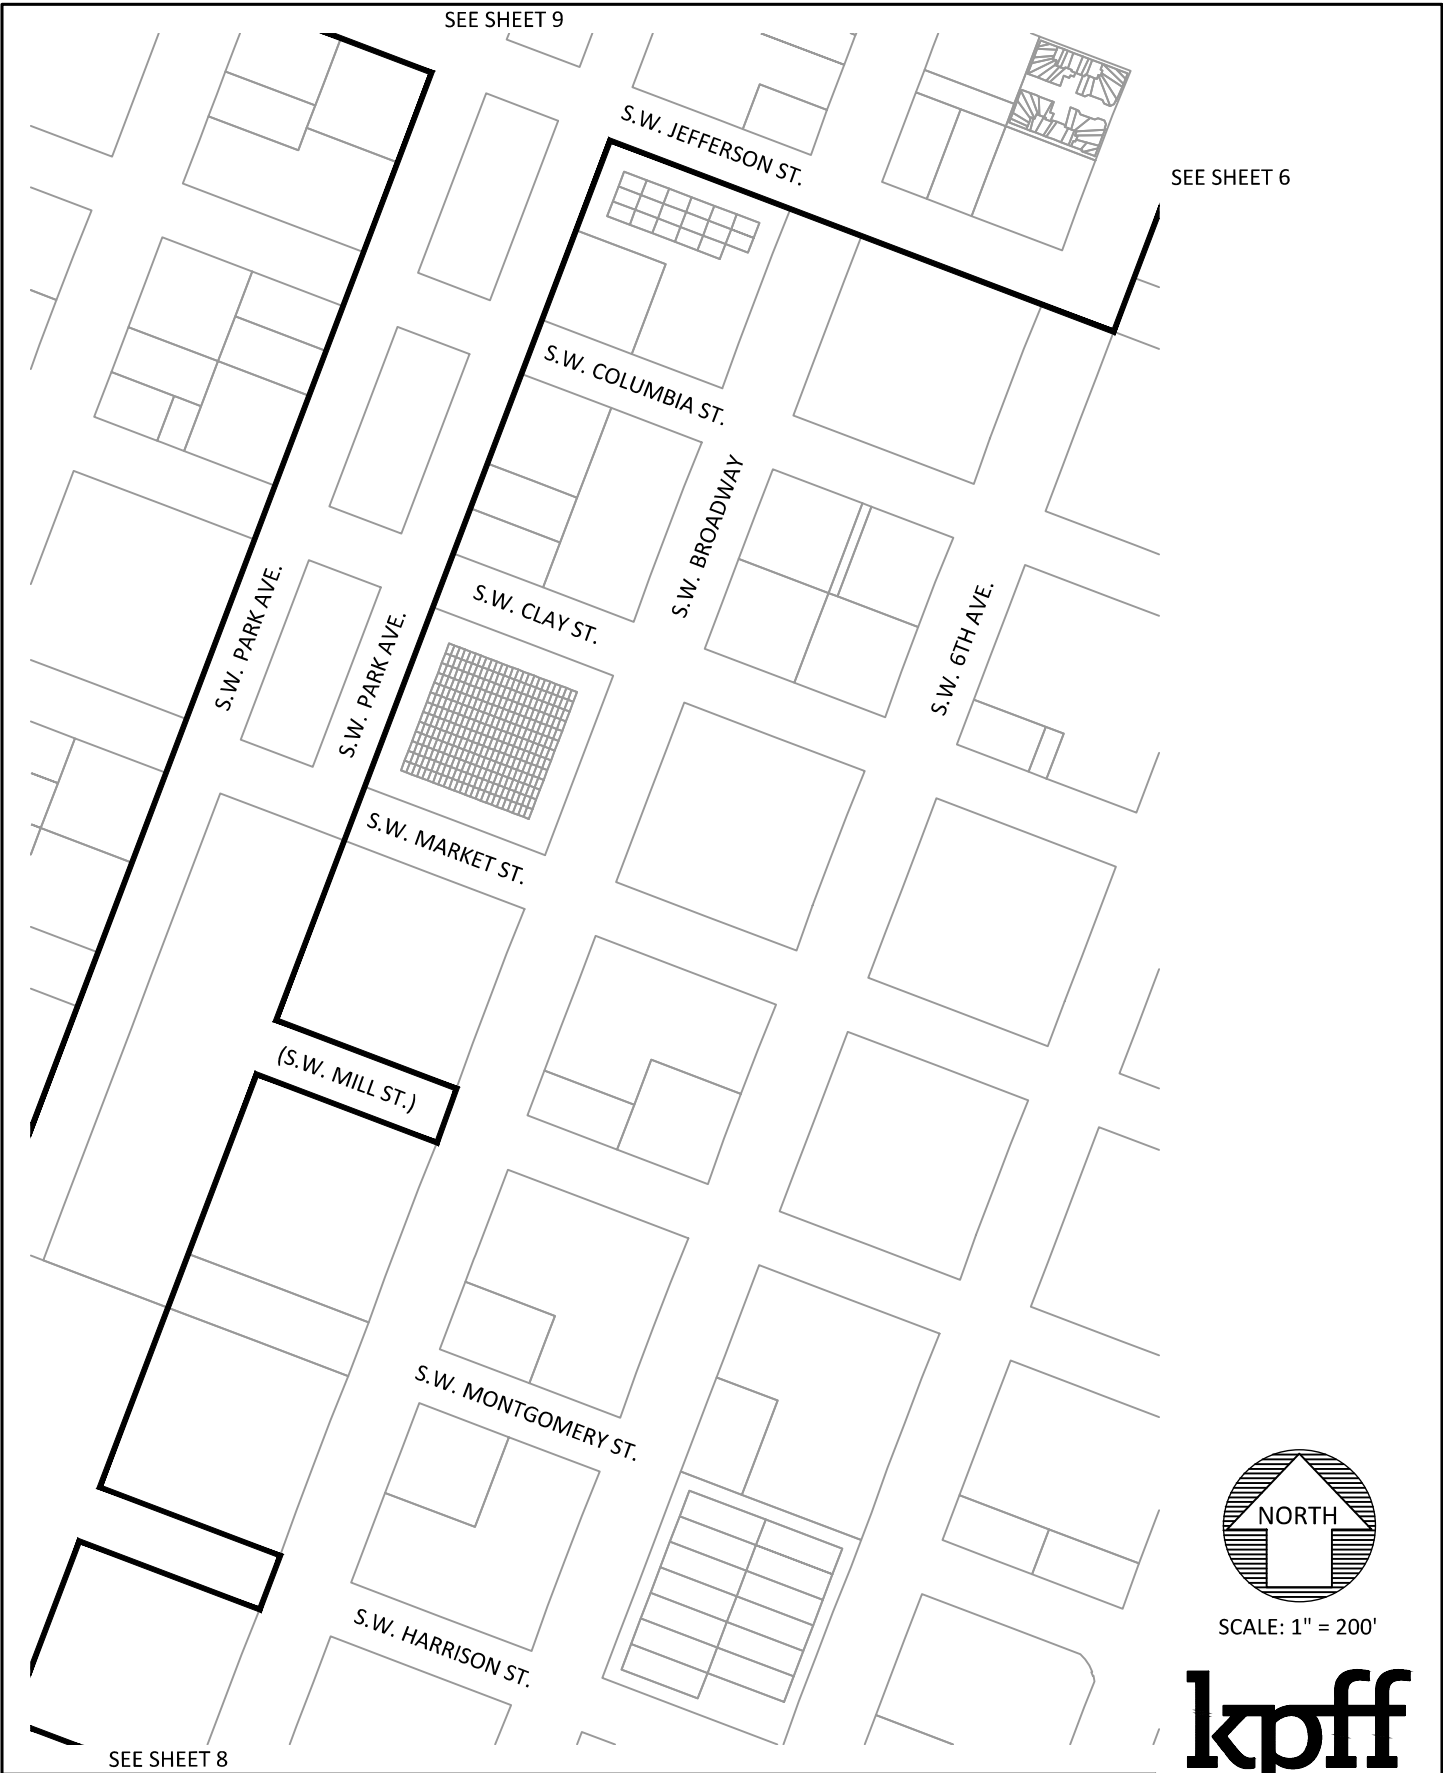 SEE SHEET 9
S.W. JEFFERSON ST.
SEE SHEET 6
S.W. COLUMBIA ST.
S.W. BROADWAY
S.W. CLAY ST.
S.W. PARK AVE.
S.W. PARK AVE.
S.W. 6TH AVE.
S.W. MARKET ST.
(S.W. MILL ST.)
S.W. MONTGOMERY ST.
NORTH
SCALE: 1" = 200'
S.W. HARRISON ST.
kpff
SEE SHEET 8